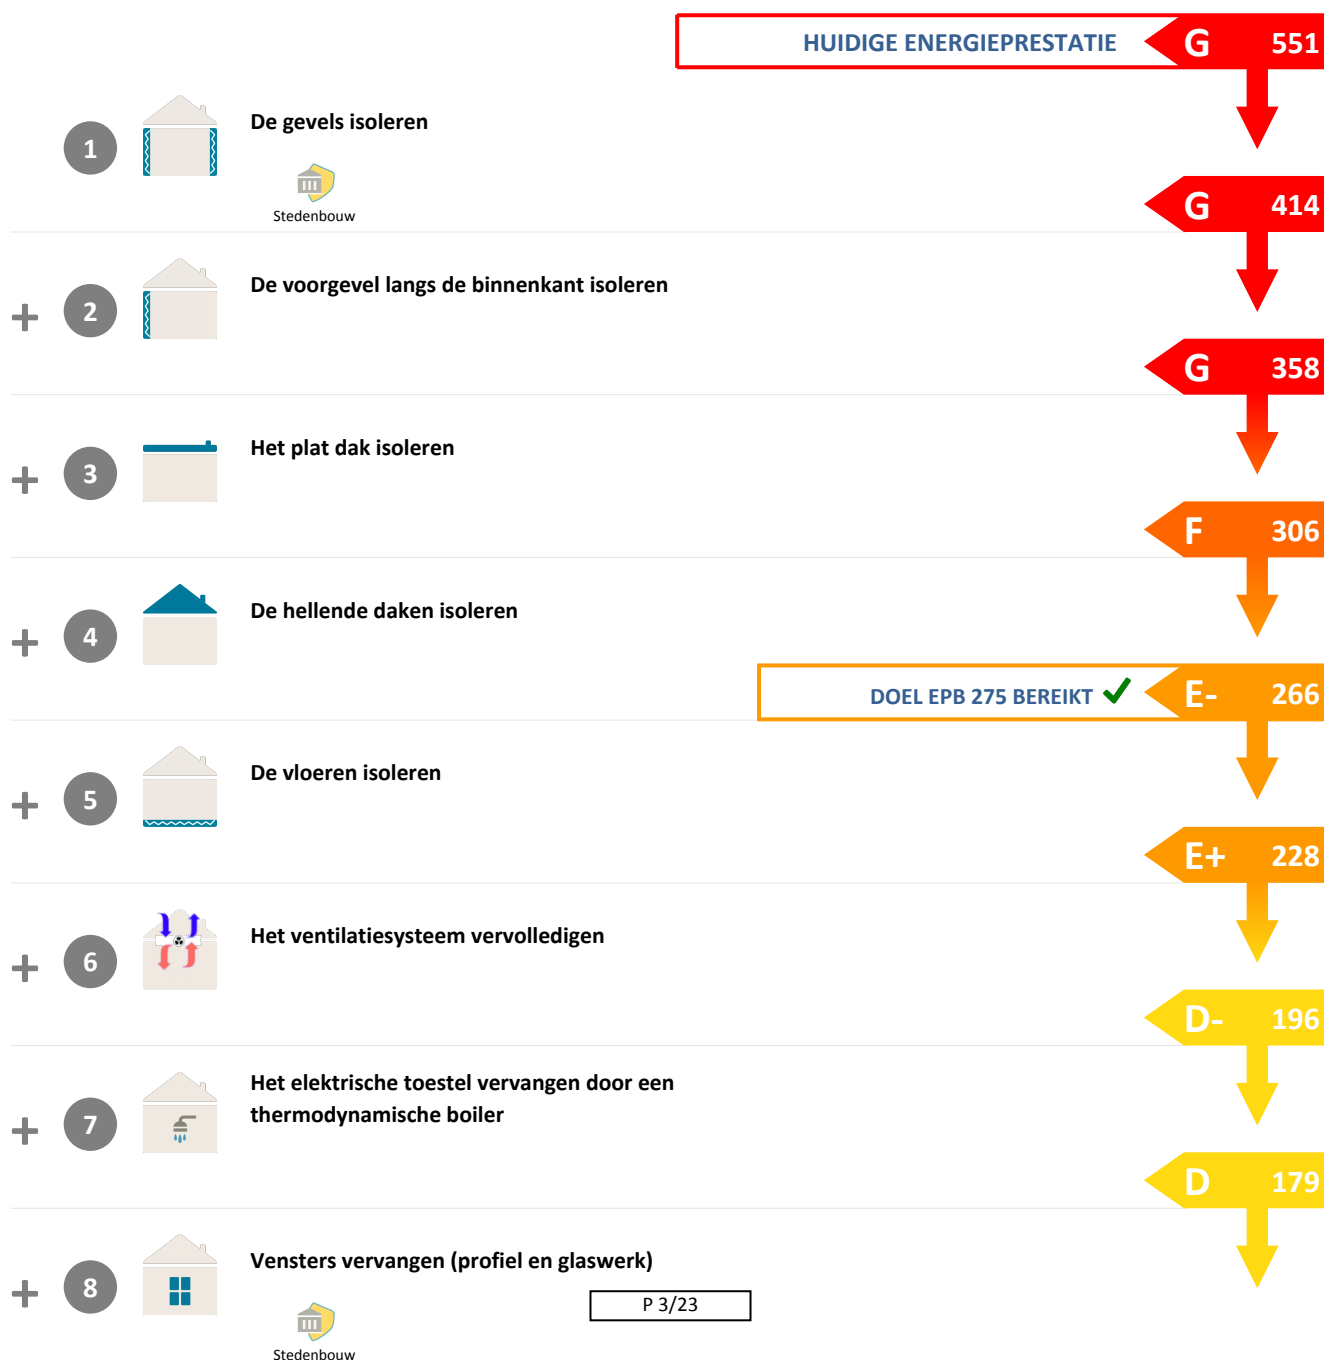 HUIDIGE ENERGIEPRESTATIE G 551
1 De gevels isoleren
Stedenbouw
G 414
+ 2 De voorgevel langs de binnenkant isoleren
G 358
+ 3 Het plat dak isoleren
F 306
+ 4 De hellende daken isoleren
DOEL EPB 275 BEREIKT ✓ E- 266
+ 5 De vloeren isoleren
E+ 228
+ 6 Het ventilatiesysteem vervolledigen
D- 196
+ 7 Het elektrische toestel vervangen door een
thermodynamische boiler
D 179
+ 8 Vensters vervangen (profiel en glaswerk)
P 3/23
Stedenbouw